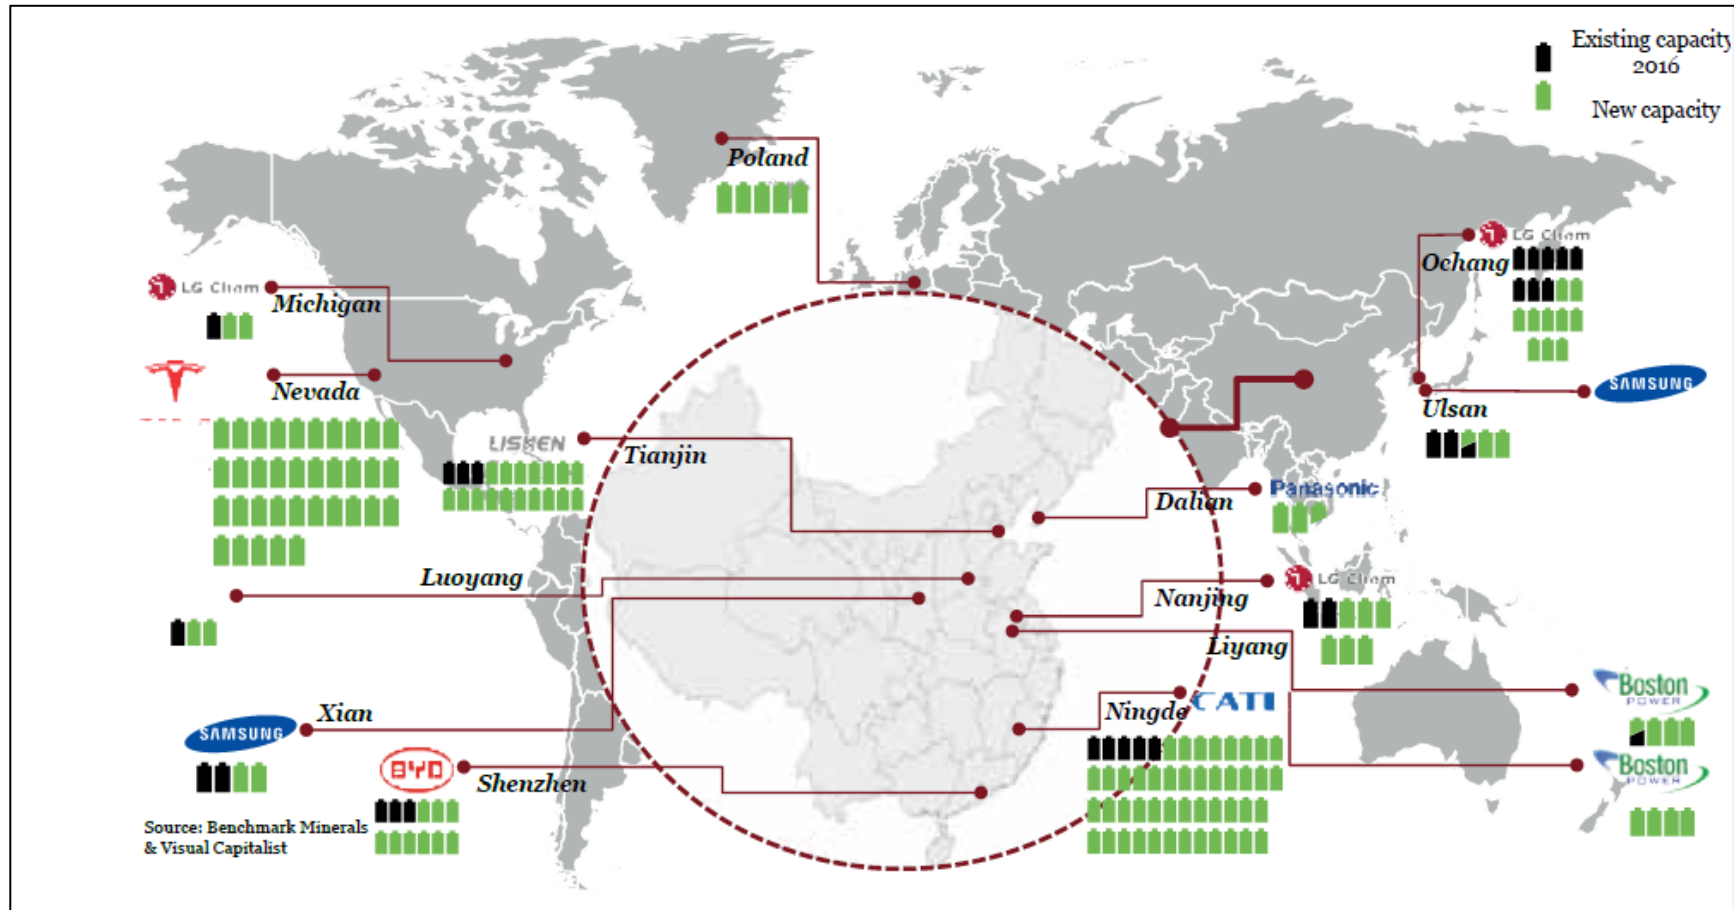 Existing capacity
2016
New capacity
Poland
LG Chem
Michigan
Nevada
LISHEN
Tianjin
LG Chem
Ochang
SAMSUNG
Ulsan
Dalian
Panasonic
Luoyang
LG Chem
Nanjing
Liyang
Boston
POWER
Ningde
CATL
Xian
SAMSUNG
BYD
Shenzhen
Boston
POWER
Source: Benchmark Minerals
& Visual Capitalist